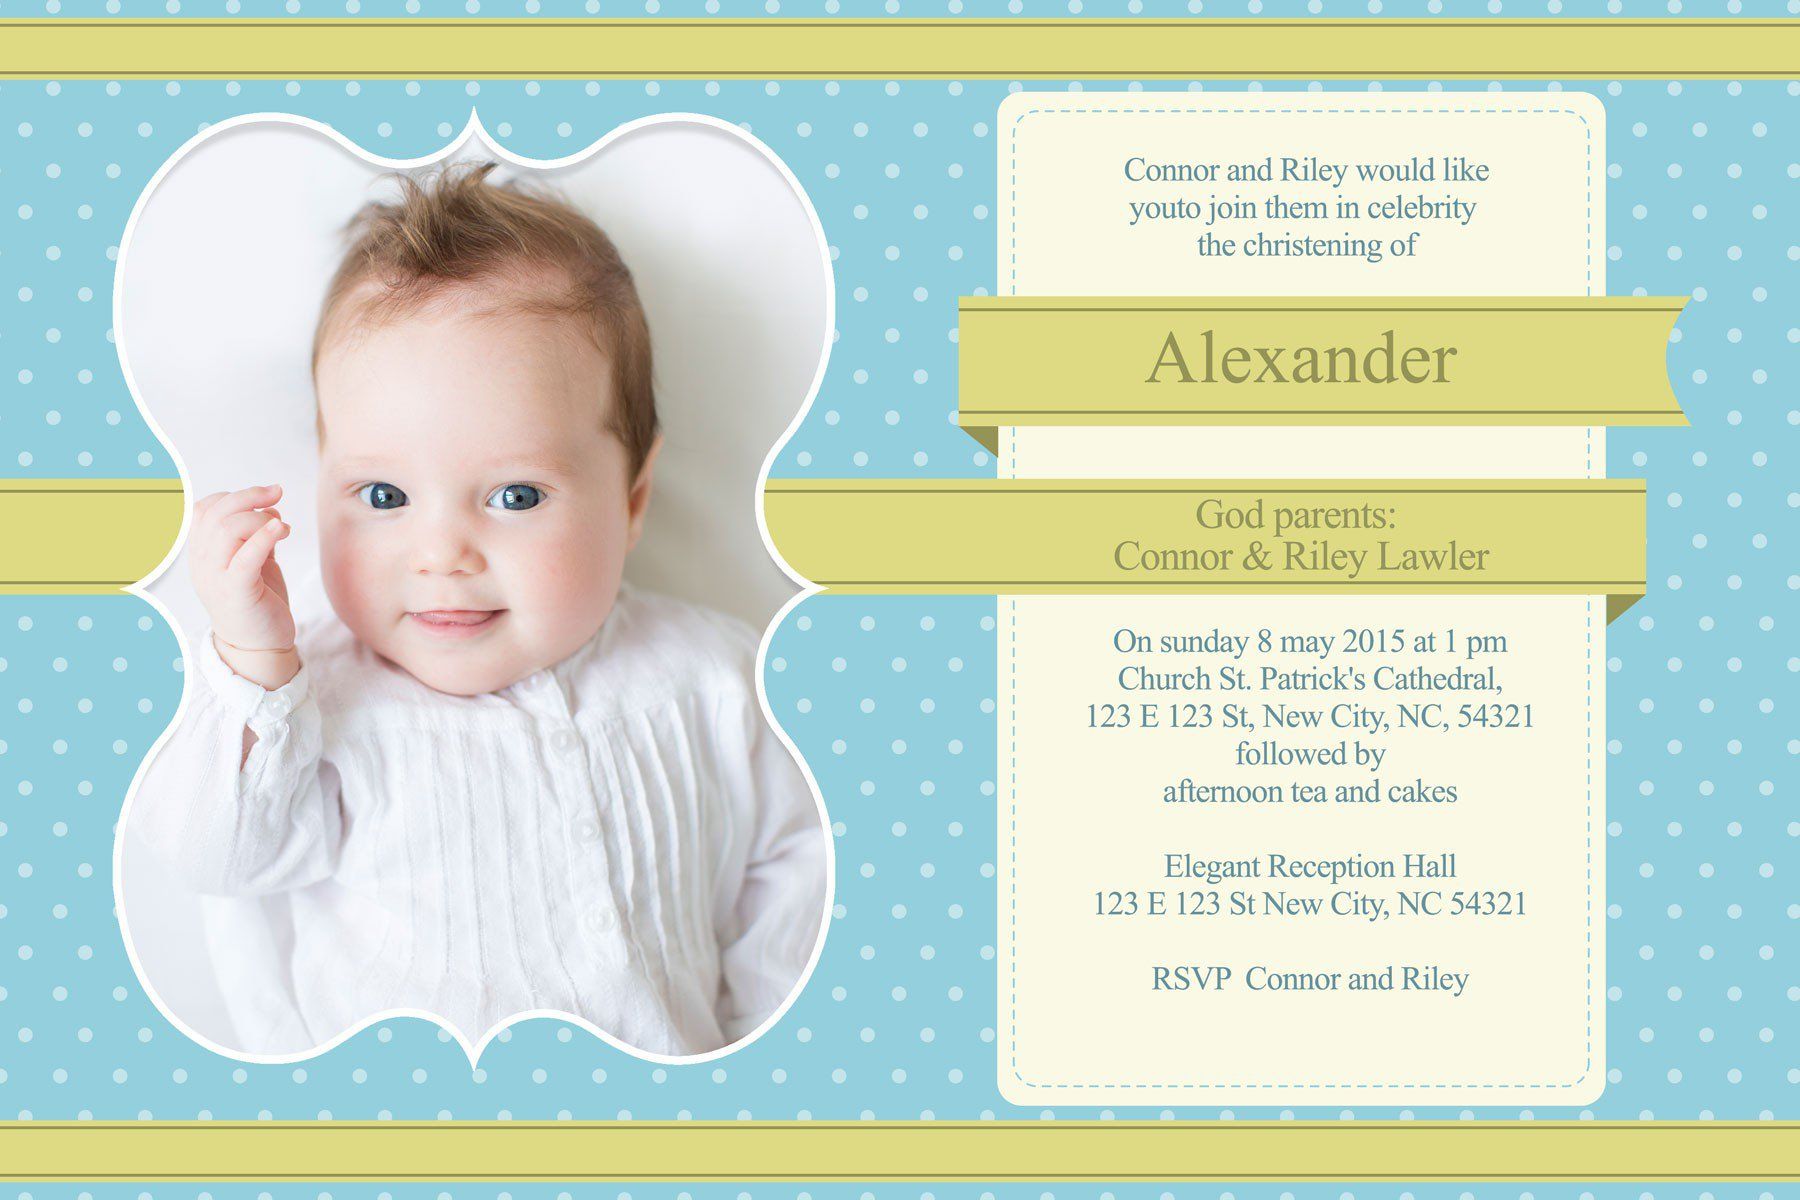 Connor and Riley would like
youto join them in celebrity
the christening of
Alexander
God parents:
Connor & Riley Lawler
On sunday 8 may 2015 at 1 pm
Church St. Patrick's Cathedral,
123 E 123 St, New City, NC, 54321
followed by
afternoon tea and cakes
Elegant Reception Hall
123 E 123 St New City, NC 54321
RSVP  Connor and Riley